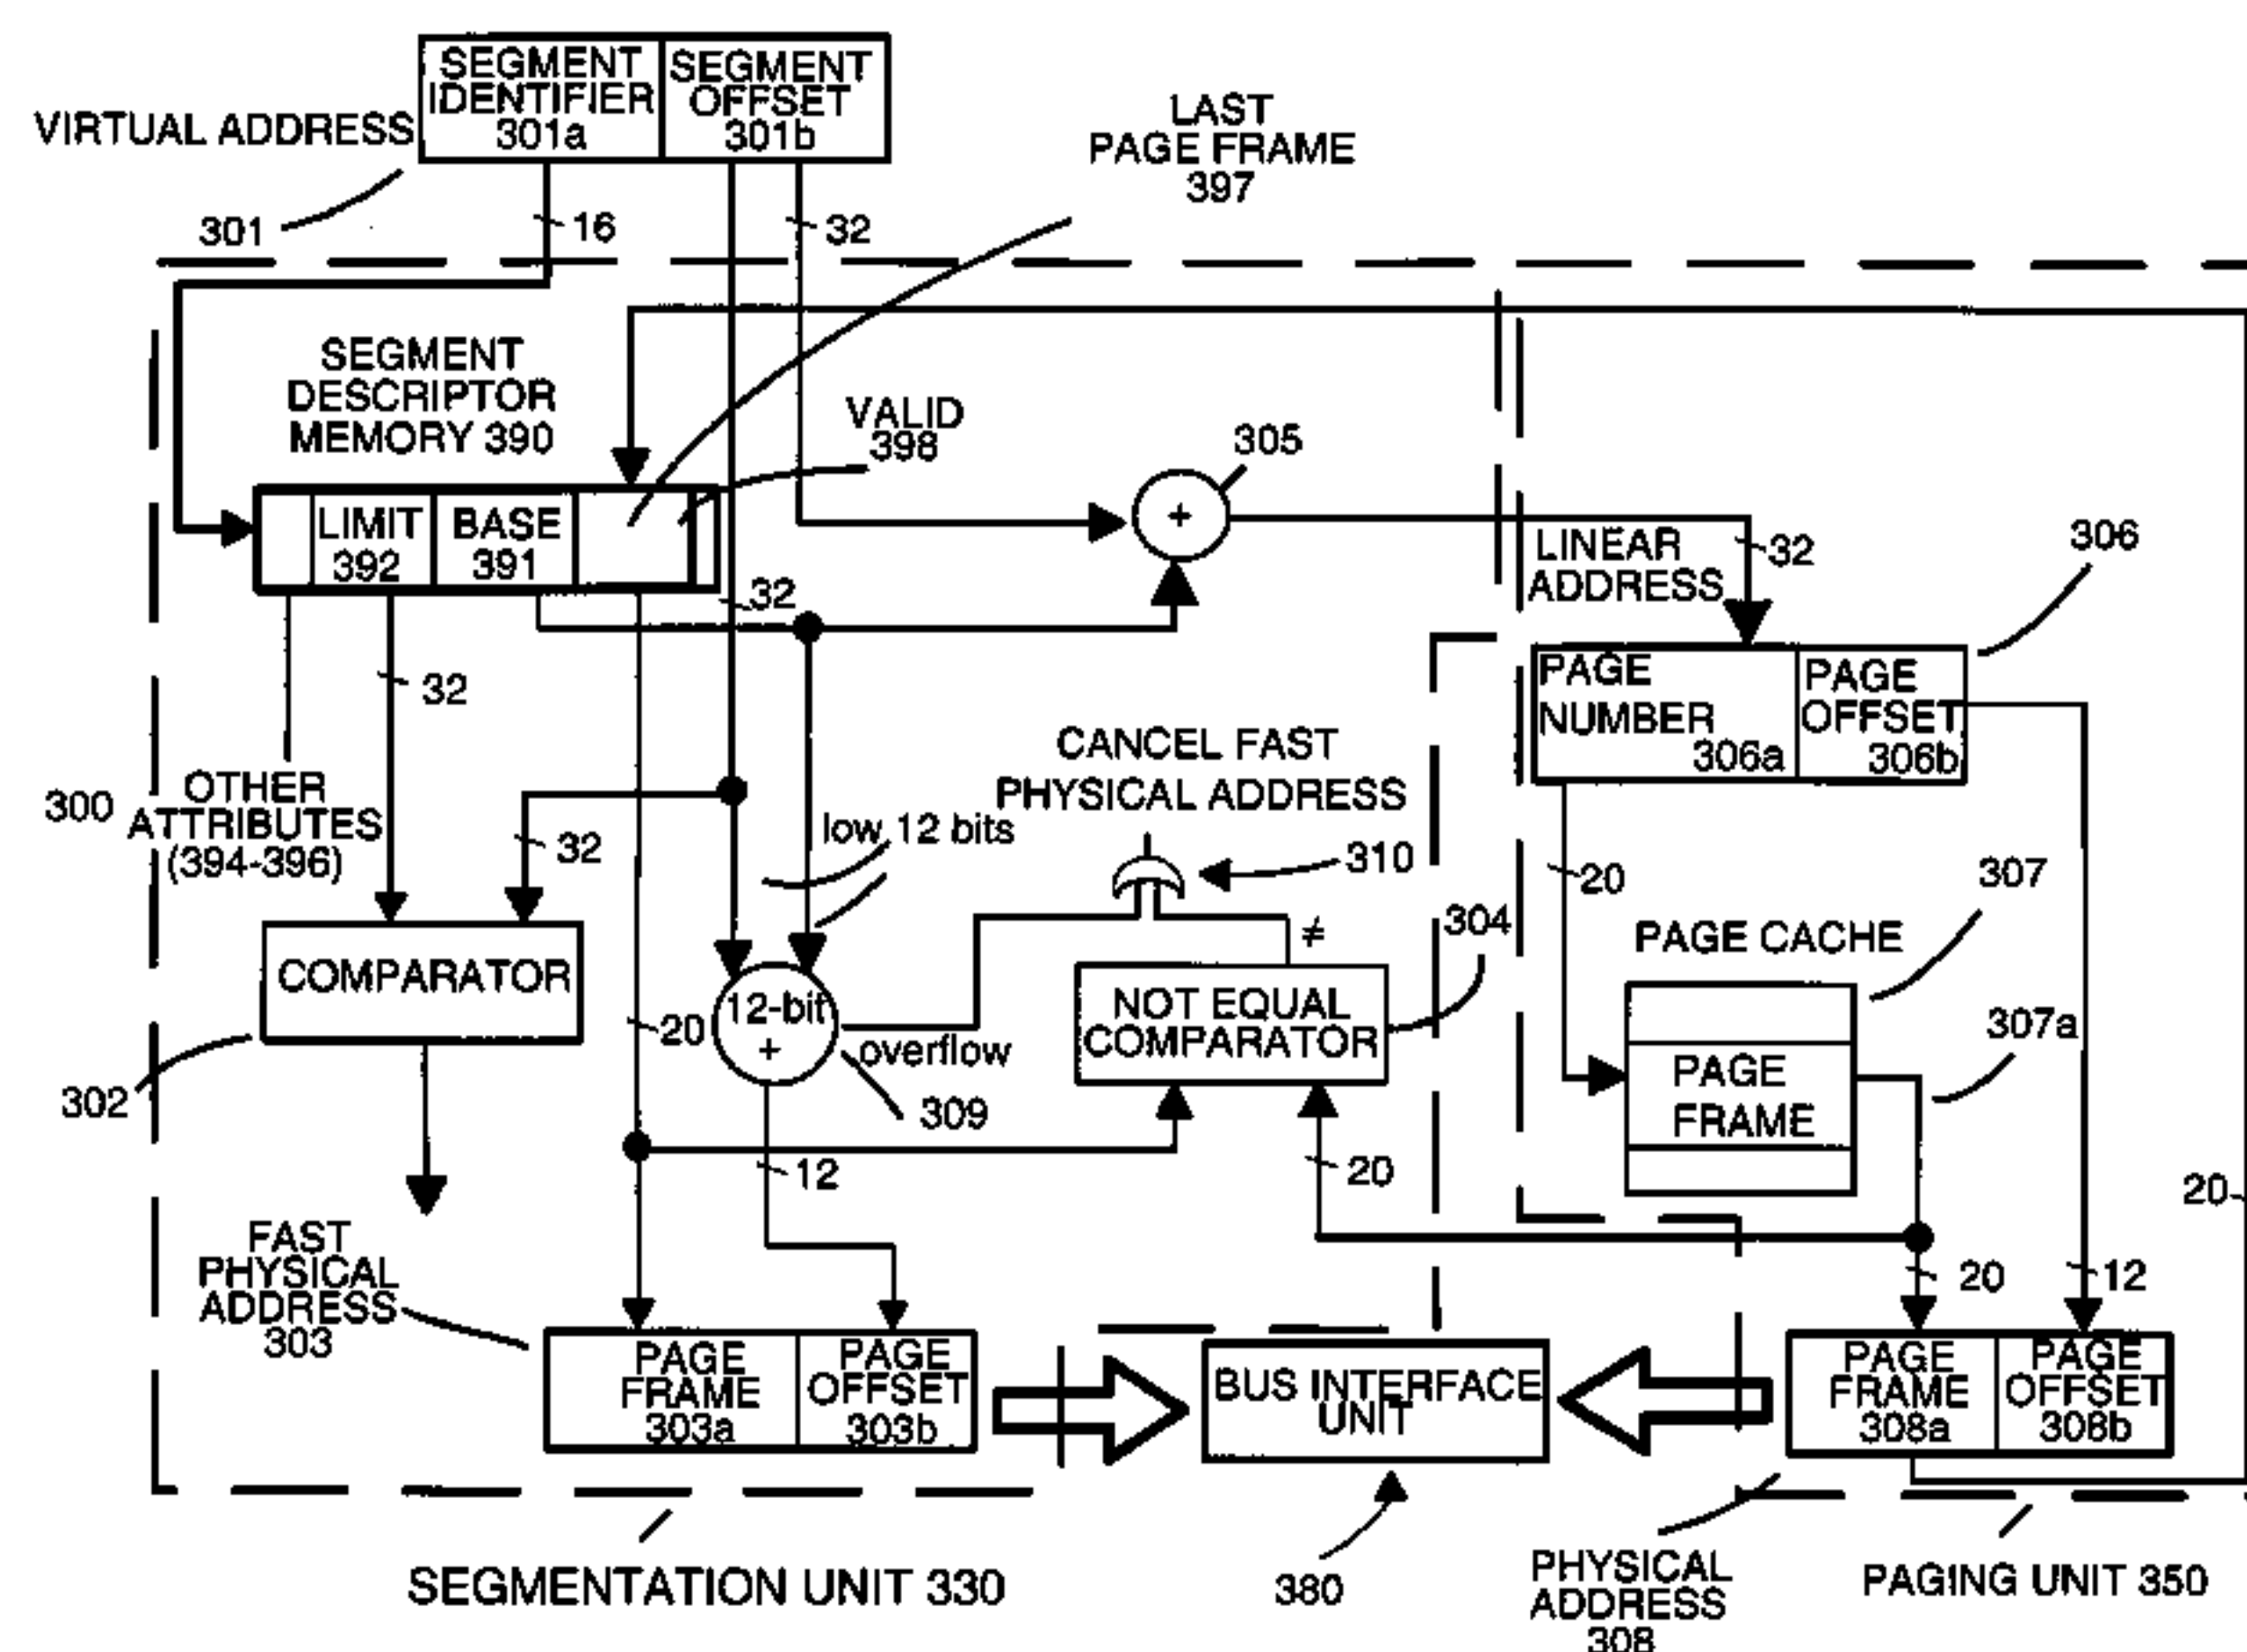 SEGMENT
IDENTIFIER
301a
SEGMENT
OFFSET
301b
VIRTUAL ADDRESS
301
16
32
LAST
PAGE FRAME
397
SEGMENT
DESCRIPTOR
MEMORY 390
VALID
398
305
+
LIMIT
392
BASE
391
32
LINEAR
ADDRESS
32
306
PAGE
NUMBER
306a
PAGE
OFFSET
306b
32
300
OTHER
ATTRIBUTES
(394-396)
32
low 12 bits
CANCEL FAST
PHYSICAL ADDRESS
310
304
≠
20
307
PAGE CACHE
307a
COMPARATOR
302
20
12-bit
+
overflow
309
NOT EQUAL
COMPARATOR
PAGE
FRAME
12
20
20
FAST
PHYSICAL
ADDRESS
303
20
12
PAGE
FRAME
303a
PAGE
OFFSET
303b
BUS INTERFACE
UNIT
PAGE
FRAME
308a
PAGE
OFFSET
308b
SEGMENTATION UNIT 330
380
PHYSICAL
ADDRESS
308
PAGING UNIT 350